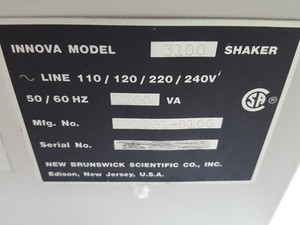 INNOVA MODEL 3100 SHAKER
~ LINE 110/120/220/240V
50/60 HZ VA
Mfg. No.
Serial No.
NEW BRUNSWICK SCIENTIFIC CO., INC.
Edison, New Jersey, U.S.A.